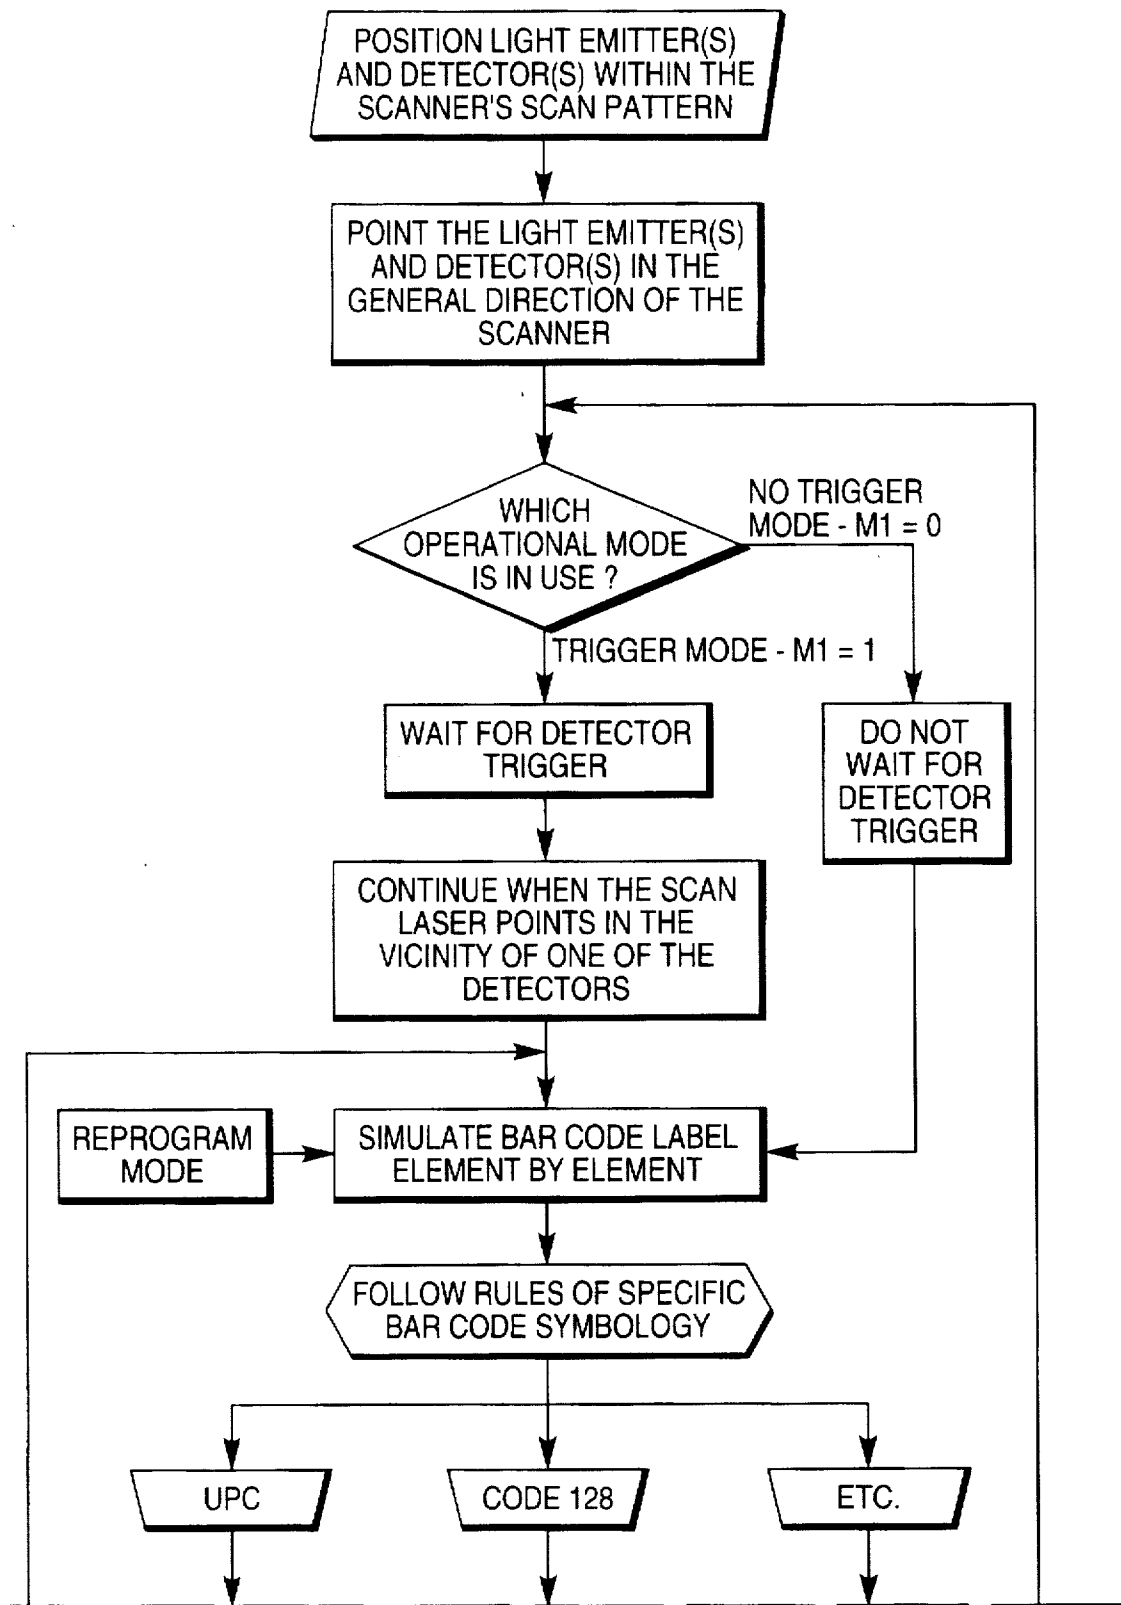 POSITION LIGHT EMITTER(S)
AND DETECTOR(S) WITHIN THE
SCANNER'S SCAN PATTERN
POINT THE LIGHT EMITTER(S)
AND DETECTOR(S) IN THE
GENERAL DIRECTION OF THE
SCANNER
WHICH
OPERATIONAL MODE
IS IN USE ?
NO TRIGGER
MODE - M1 = 0
TRIGGER MODE - M1 = 1
WAIT FOR DETECTOR
TRIGGER
DO NOT
WAIT FOR
DETECTOR
TRIGGER
CONTINUE WHEN THE SCAN
LASER POINTS IN THE
VICINITY OF ONE OF THE
DETECTORS
REPROGRAM
MODE
SIMULATE BAR CODE LABEL
ELEMENT BY ELEMENT
FOLLOW RULES OF SPECIFIC
BAR CODE SYMBOLOGY
UPC
CODE 128
ETC.